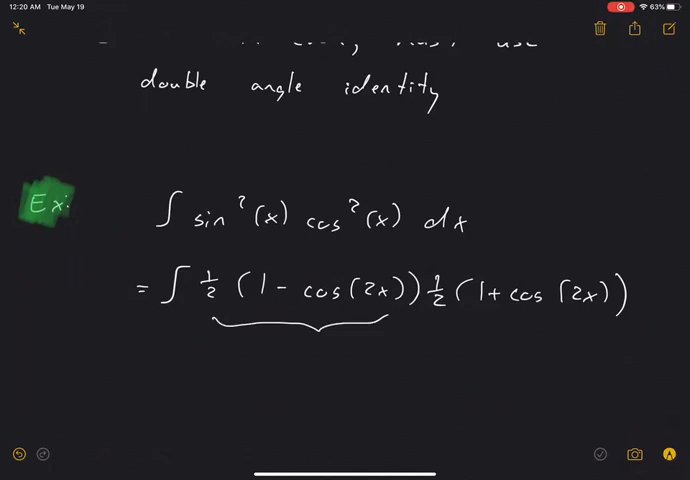 12:20 AM Tue May 19
63%
use
double angle identity
Ex:
∫ sin²(x) cos²(x) dx
= ∫ ½ (1 - cos(2x)) ½ (1 + cos(2x))